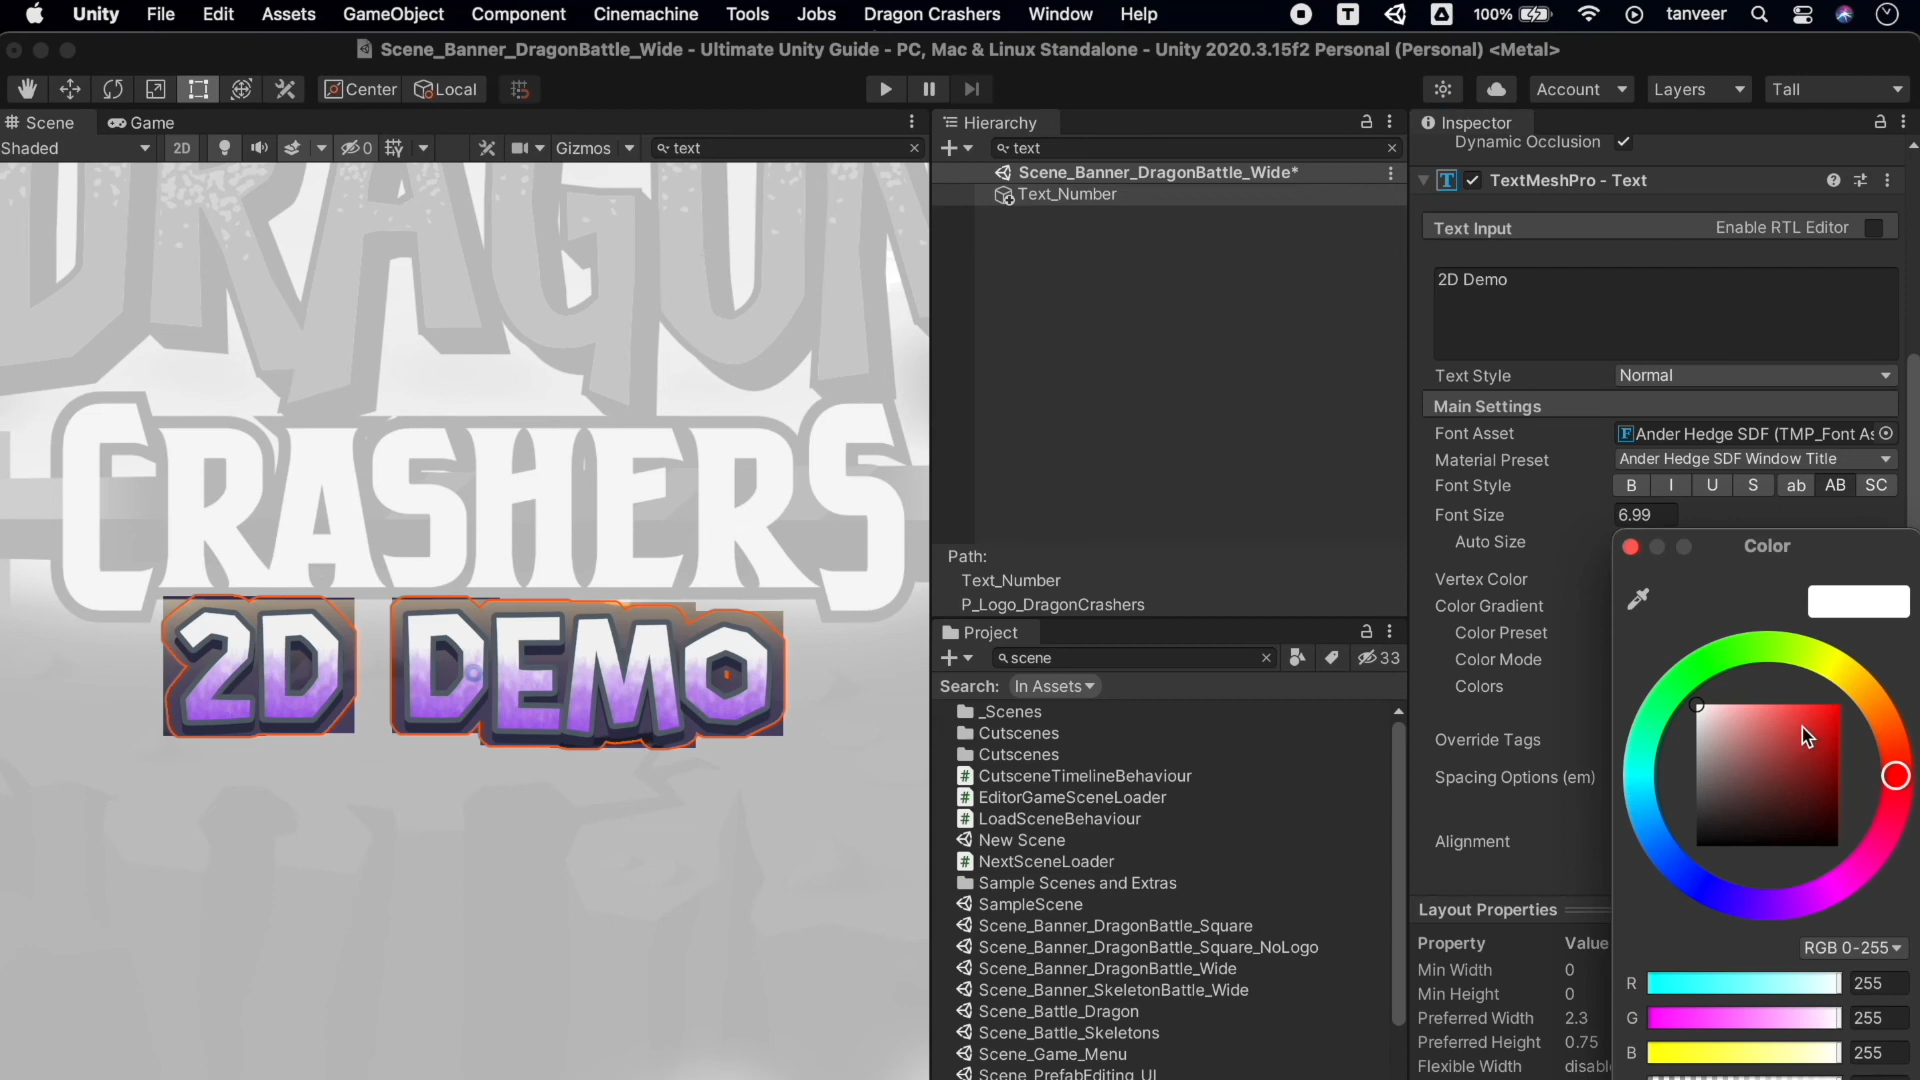 Unity File Edit Assets GameObject Component Cinemachine Tools Jobs Dragon Crashers Window Help T 100% tanveer
Scene_Banner_DragonBattle_Wide - Ultimate Unity Guide - PC, Mac & Linux Standalone - Unity 2020.3.15f2 Personal (Personal) <Metal>
Center Local Account Layers Tall
Scene Game
Shaded 2D 0 Gizmos text
DRAGON
CRASHERS
2D DEMO
Hierarchy
text
Scene_Banner_DragonBattle_Wide*
Text_Number
Path:
Text_Number
P_Logo_DragonCrashers
Project
scene 33
Search: In Assets
_Scenes
Cutscenes
Cutscenes
CutsceneTimelineBehaviour
EditorGameSceneLoader
LoadSceneBehaviour
New Scene
NextSceneLoader
Sample Scenes and Extras
SampleScene
Scene_Banner_DragonBattle_Square
Scene_Banner_DragonBattle_Square_NoLogo
Scene_Banner_DragonBattle_Wide
Scene_Banner_SkeletonBattle_Wide
Scene_Battle_Dragon
Scene_Battle_Skeletons
Scene_Game_Menu
Scene_PrefabEditing_UI
Inspector
Dynamic Occlusion
T TextMeshPro - Text
Text Input Enable RTL Editor
2D Demo
Text Style Normal
Main Settings
Font Asset F Ander Hedge SDF (TMP_Font As
Material Preset Ander Hedge SDF Window Title
Font Style B I U S ab AB SC
Font Size 6.99
Auto Size
Vertex Color
Color Gradient
Color Preset
Color Mode
Colors
Override Tags
Spacing Options (em)
Alignment
Layout Properties
Property Value
Min Width 0
Min Height 0
Preferred Width 2.3
Preferred Height 0.75
Flexible Width disabl
Color
RGB 0-255
R 255
G 255
B 255